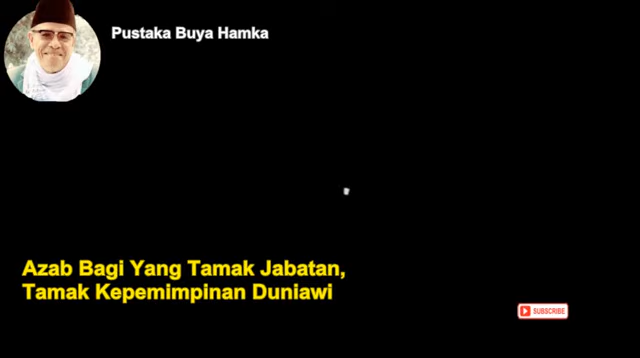 Pustaka Buya Hamka
Azab Bagi Yang Tamak Jabatan,
Tamak Kepemimpinan Duniawi
SUBSCRIBE